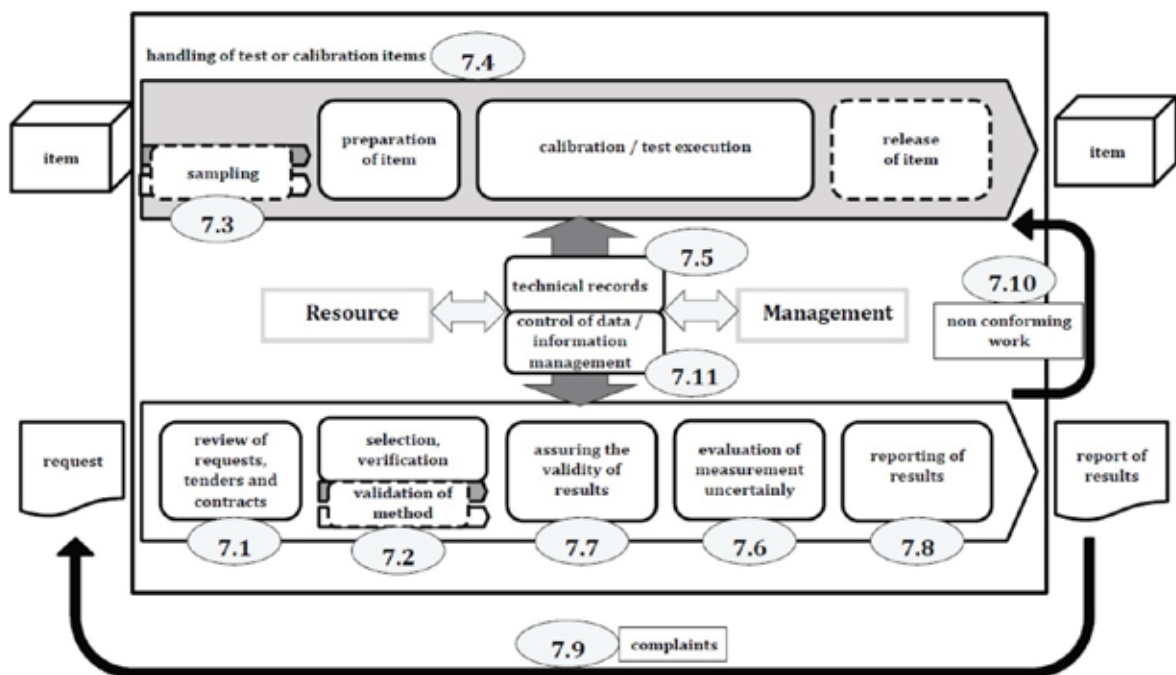 handling of test or calibration items
7.4
item
sampling
7.3
preparation
of item
calibration / test execution
release
of item
item
Resource
technical records
7.5
control of data /
information
management
7.11
Management
7.10
non conforming
work
request
review of
requests,
tenders and
contracts
7.1
selection,
verification
validation of
method
7.2
assuring the
validity of
results
7.7
evaluation of
measurement
uncertainly
7.6
reporting of
results
7.8
report of
results
7.9
complaints